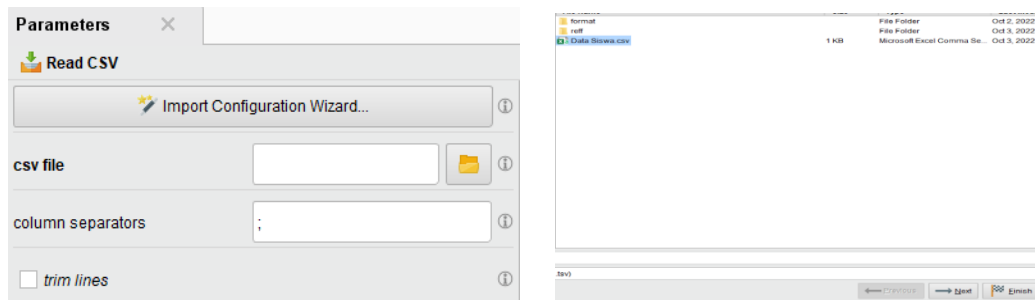 Parameters
Read CSV
Import Configuration Wizard...
csv file
column separators ;
trim lines
format File Folder Oct 2, 2022
reff File Folder Oct 3, 2022
Data Siswa.csv 1 KB Microsoft Excel Comma Se... Oct 3, 2022
.tsv)
Previous Next Finish